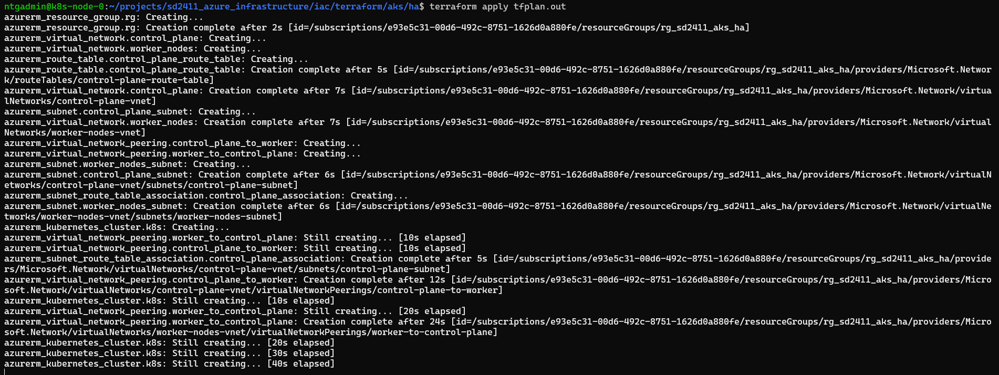 ntgadmin@k8s-node-0:~/projects/sd2411_azure_infrastructure/iac/terraform/aks/ha$ terraform apply tfplan.out
azurerm_resource_group.rg: Creating...
azurerm_resource_group.rg: Creation complete after 2s [id=/subscriptions/e93e5c31-00d6-492c-8751-1626d0a880fe/resourceGroups/rg_sd2411_aks_ha]
azurerm_virtual_network.control_plane: Creating...
azurerm_virtual_network.worker_nodes: Creating...
azurerm_route_table.control_plane_route_table: Creating...
azurerm_route_table.control_plane_route_table: Creation complete after 5s [id=/subscriptions/e93e5c31-00d6-492c-8751-1626d0a880fe/resourceGroups/rg_sd2411_aks_ha/providers/Microsoft.Networ
k/routeTables/control-plane-route-table]
azurerm_virtual_network.control_plane: Creation complete after 7s [id=/subscriptions/e93e5c31-00d6-492c-8751-1626d0a880fe/resourceGroups/rg_sd2411_aks_ha/providers/Microsoft.Network/virtua
lNetworks/control-plane-vnet]
azurerm_subnet.control_plane_subnet: Creating...
azurerm_virtual_network.worker_nodes: Creation complete after 7s [id=/subscriptions/e93e5c31-00d6-492c-8751-1626d0a880fe/resourceGroups/rg_sd2411_aks_ha/providers/Microsoft.Network/virtual
Networks/worker-nodes-vnet]
azurerm_virtual_network_peering.control_plane_to_worker: Creating...
azurerm_virtual_network_peering.worker_to_control_plane: Creating...
azurerm_subnet.worker_nodes_subnet: Creating...
azurerm_subnet.control_plane_subnet: Creation complete after 6s [id=/subscriptions/e93e5c31-00d6-492c-8751-1626d0a880fe/resourceGroups/rg_sd2411_aks_ha/providers/Microsoft.Network/virtualN
etworks/control-plane-vnet/subnets/control-plane-subnet]
azurerm_subnet_route_table_association.control_plane_association: Creating...
azurerm_subnet.worker_nodes_subnet: Creation complete after 6s [id=/subscriptions/e93e5c31-00d6-492c-8751-1626d0a880fe/resourceGroups/rg_sd2411_aks_ha/providers/Microsoft.Network/virtualNe
tworks/worker-nodes-vnet/subnets/worker-nodes-subnet]
azurerm_kubernetes_cluster.k8s: Creating...
azurerm_virtual_network_peering.worker_to_control_plane: Still creating... [10s elapsed]
azurerm_virtual_network_peering.control_plane_to_worker: Still creating... [10s elapsed]
azurerm_subnet_route_table_association.control_plane_association: Creation complete after 5s [id=/subscriptions/e93e5c31-00d6-492c-8751-1626d0a880fe/resourceGroups/rg_sd2411_aks_ha/provide
rs/Microsoft.Network/virtualNetworks/control-plane-vnet/subnets/control-plane-subnet]
azurerm_virtual_network_peering.control_plane_to_worker: Creation complete after 12s [id=/subscriptions/e93e5c31-00d6-492c-8751-1626d0a880fe/resourceGroups/rg_sd2411_aks_ha/providers/Micro
soft.Network/virtualNetworks/control-plane-vnet/virtualNetworkPeerings/control-plane-to-worker]
azurerm_kubernetes_cluster.k8s: Still creating... [10s elapsed]
azurerm_virtual_network_peering.worker_to_control_plane: Still creating... [20s elapsed]
azurerm_virtual_network_peering.worker_to_control_plane: Creation complete after 24s [id=/subscriptions/e93e5c31-00d6-492c-8751-1626d0a880fe/resourceGroups/rg_sd2411_aks_ha/providers/Micro
soft.Network/virtualNetworks/worker-nodes-vnet/virtualNetworkPeerings/worker-to-control-plane]
azurerm_kubernetes_cluster.k8s: Still creating... [20s elapsed]
azurerm_kubernetes_cluster.k8s: Still creating... [30s elapsed]
azurerm_kubernetes_cluster.k8s: Still creating... [40s elapsed]